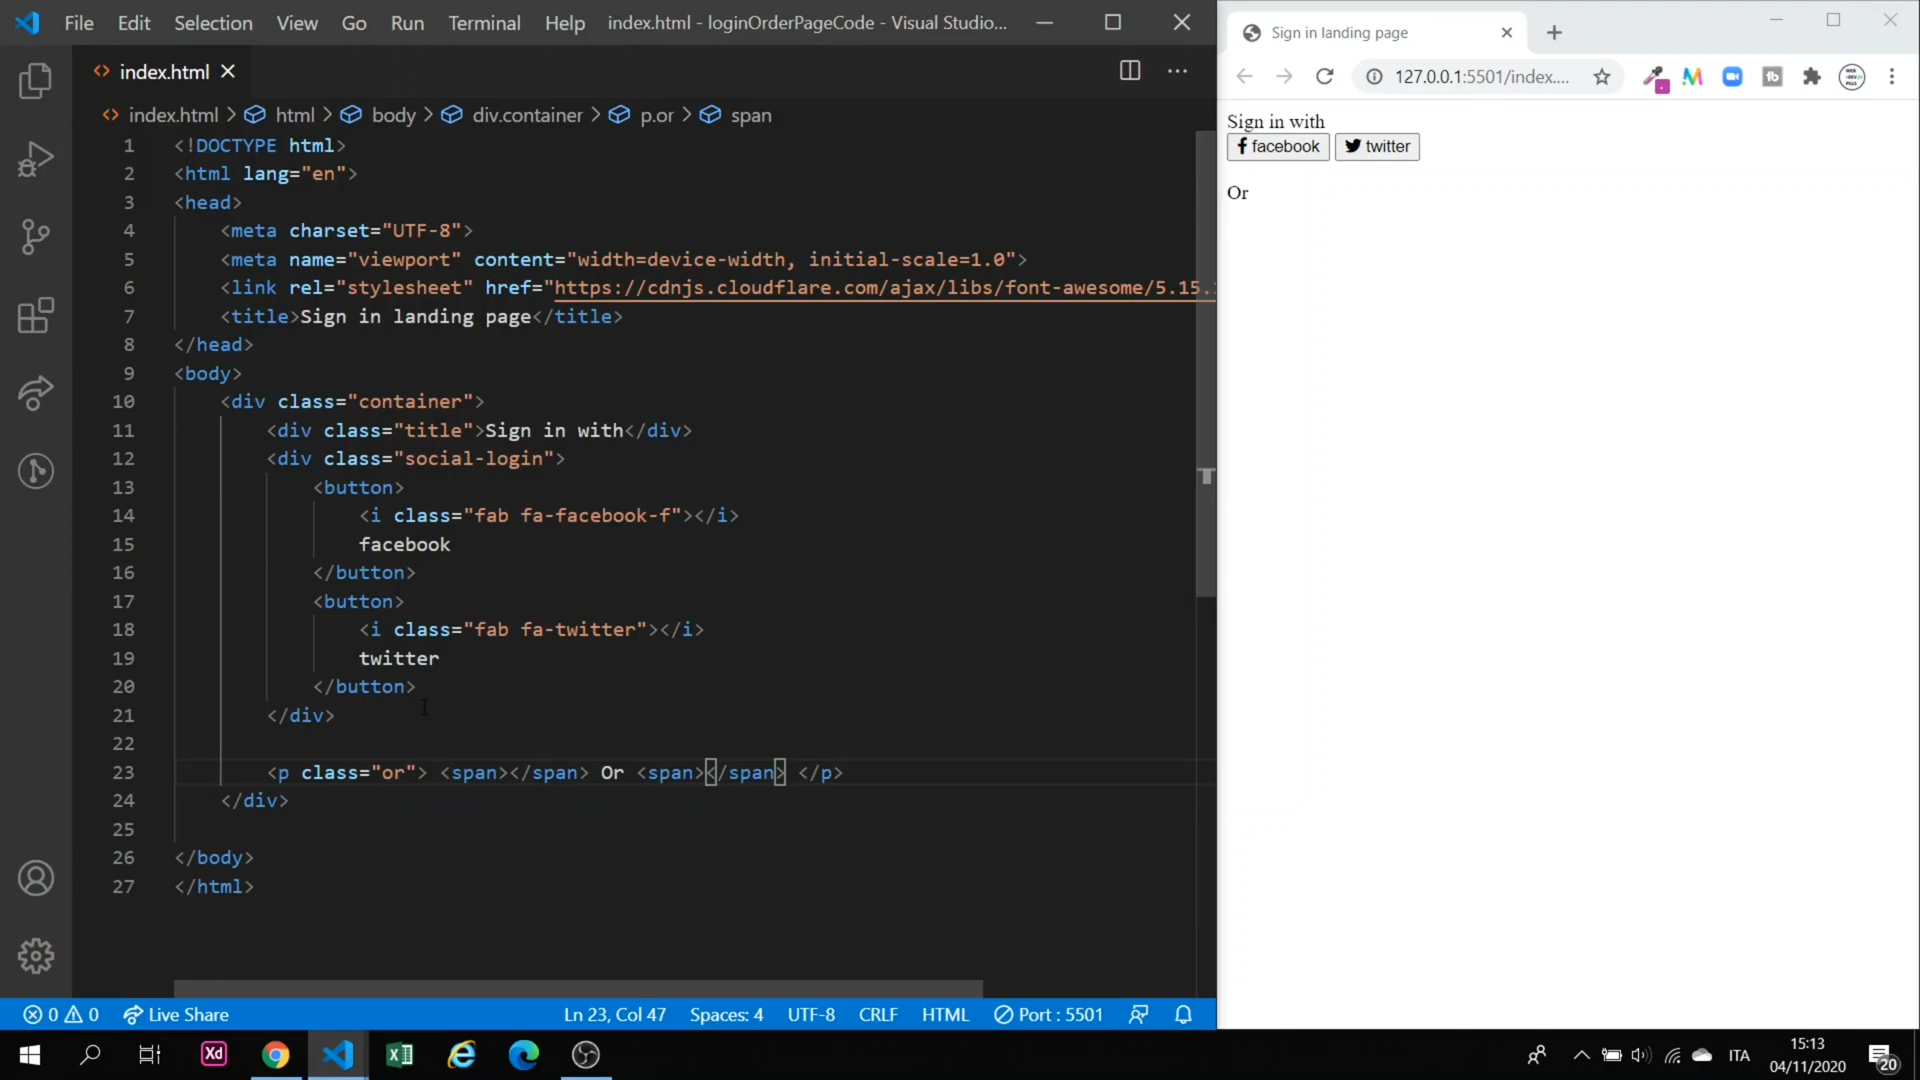 File Edit Selection View Go Run Terminal Help index.html - loginOrderPageCode - Visual Studio...
index.html
index.html > html > body > div.container > p.or > span
1 <!DOCTYPE html>
2 <html lang="en">
3 <head>
4 <meta charset="UTF-8">
5 <meta name="viewport" content="width=device-width, initial-scale=1.0">
6 <link rel="stylesheet" href="https://cdnjs.cloudflare.com/ajax/libs/font-awesome/5.15.
7 <title>Sign in landing page</title>
8 </head>
9 <body>
10 <div class="container">
11 <div class="title">Sign in with</div>
12 <div class="social-login">
13 <button>
14 <i class="fab fa-facebook-f"></i>
15 facebook
16 </button>
17 <button>
18 <i class="fab fa-twitter"></i>
19 twitter
20 </button>
21 </div>
22
23 <p class="or"> <span></span> Or <span></span> </p>
24 </div>
25
26 </body>
27 </html>
0 0 Live Share Ln 23, Col 47 Spaces: 4 UTF-8 CRLF HTML Port : 5501
Sign in landing page
127.0.0.1:5501/index....
Sign in with
facebook twitter
Or
Xd
ITA
15:13
04/11/2020
20